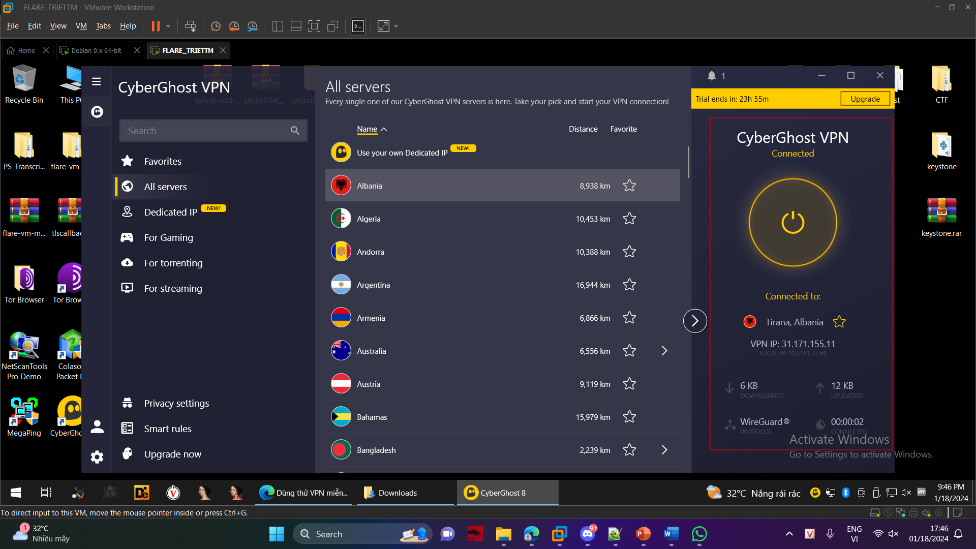 FLARE_TRIETTM - VMware Workstation
File Edit View VM Tabs Help
Home
Debian 9.x 64-bit
FLARE_TRIETTM
Recycle Bin
This PC
CTF
PS_Transcri...
flare-vm-m...
tlscallba...
keystone
keystone.rar
Tor Browser
NetScanTools
Pro Demo
Colaso
Packet
MegaPing
CyberGhost VPN
Search
Favorites
All servers
Dedicated IP
NEW!
For Gaming
For torrenting
For streaming
Privacy settings
Smart rules
Upgrade now
All servers
Every single one of our CyberGhost VPN servers is here. Take your pick and start your VPN connection!
Name Distance Favorite
Use your own Dedicated IP NEW!
Albania 8,938 km
Algeria 10,453 km
Andorra 10,388 km
Argentina 16,944 km
Armenia 6,866 km
Australia 6,556 km
Austria 9,119 km
Bahamas 15,979 km
Bangladesh 2,239 km
1
Trial ends in: 23h 55m
Upgrade
CyberGhost VPN
Connected
Connected to:
Tirana, Albania
VPN IP: 31.171.155.11
6 KB
DOWNLOADED
12 KB
UPLOADED
WireGuard®
PROTOCOL
00:00:02
CONNECTED
Activate Windows
Go to Settings to activate Windows.
Dùng thử VPN miễn...
Downloads
CyberGhost 8
32°C Nắng rải rác
9:46 PM
1/18/2024
To direct input to this VM, move the mouse pointer inside or press Ctrl+G.
32°C
Nhiều mây
Search
ENG
VI
17:46
01/18/2024